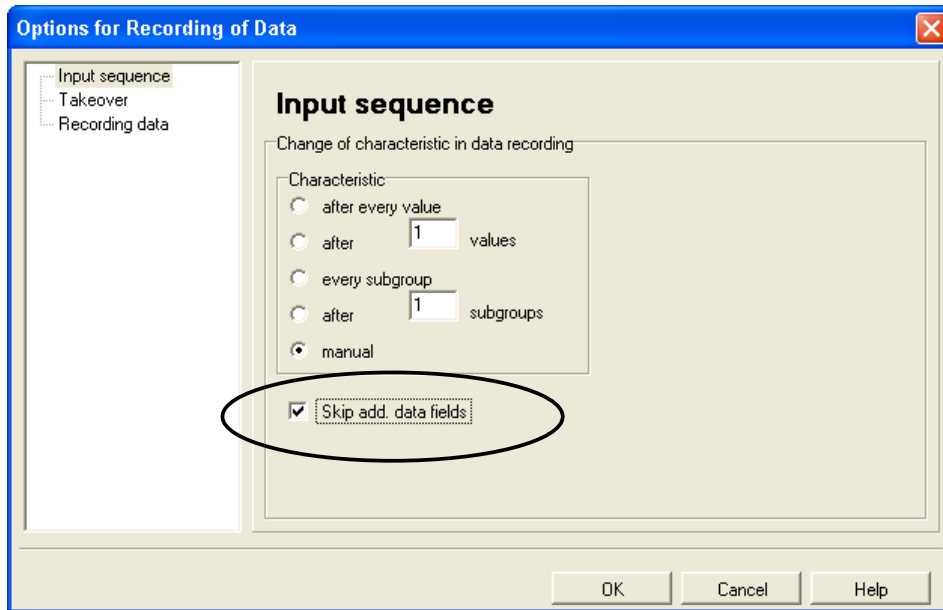 Options for Recording of Data
Input sequence
Takeover
Recording data
Input sequence
Change of characteristic in data recording
Characteristic
after every value
after 1 values
every subgroup
after 1 subgroups
manual
Skip add. data fields
OK Cancel Help